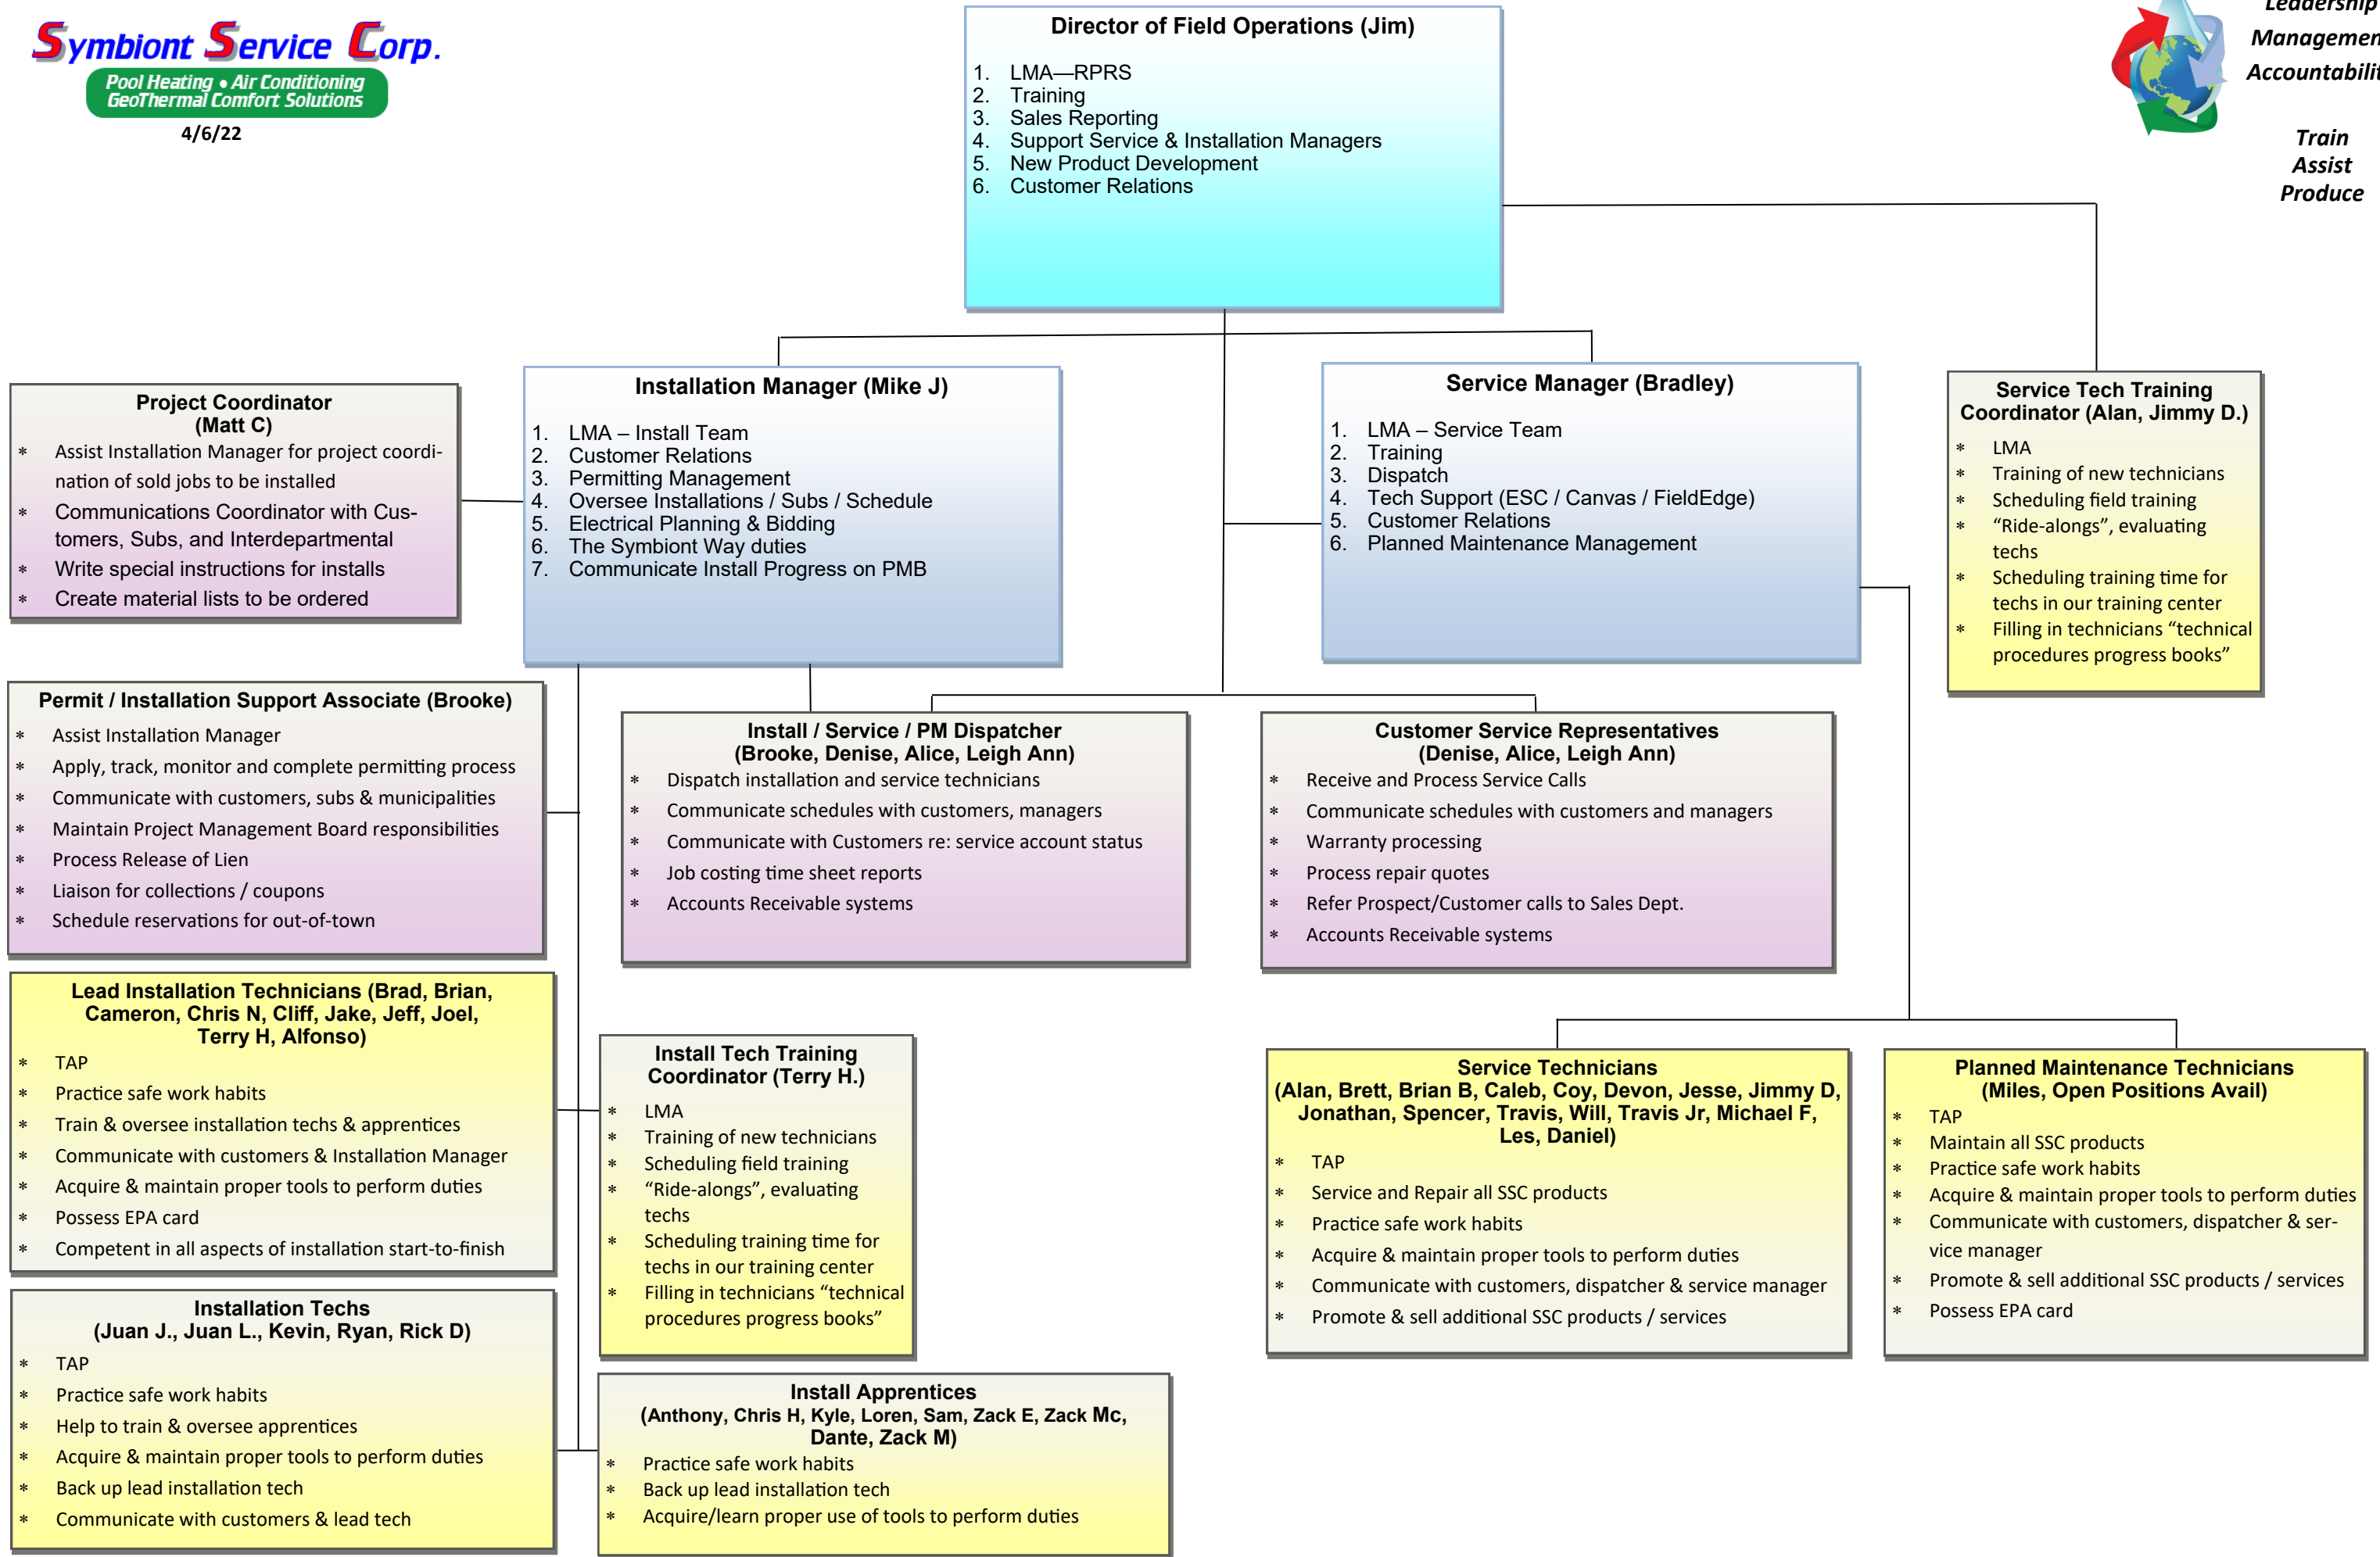 Symbiont Service Corp.
Pool Heating • Air Conditioning
GeoThermal Comfort Solutions
4/6/22
Director of Field Operations (Jim)
1. LMA—RPRS
2. Training
3. Sales Reporting
4. Support Service & Installation Managers
5. New Product Development
6. Customer Relations
Leadership
Management
Accountabilit
Train
Assist
Produce
Project Coordinator
(Matt C)
* Assist Installation Manager for project coordi-
nation of sold jobs to be installed
* Communications Coordinator with Cus-
tomers, Subs, and Interdepartmental
* Write special instructions for installs
* Create material lists to be ordered
Installation Manager (Mike J)
1. LMA – Install Team
2. Customer Relations
3. Permitting Management
4. Oversee Installations / Subs / Schedule
5. Electrical Planning & Bidding
6. The Symbiont Way duties
7. Communicate Install Progress on PMB
Service Manager (Bradley)
1. LMA – Service Team
2. Training
3. Dispatch
4. Tech Support (ESC / Canvas / FieldEdge)
5. Customer Relations
6. Planned Maintenance Management
Service Tech Training
Coordinator (Alan, Jimmy D.)
* LMA
* Training of new technicians
* Scheduling field training
* “Ride-alongs”, evaluating
techs
* Scheduling training time for
techs in our training center
* Filling in technicians “technical
procedures progress books”
Permit / Installation Support Associate (Brooke)
* Assist Installation Manager
* Apply, track, monitor and complete permitting process
* Communicate with customers, subs & municipalities
* Maintain Project Management Board responsibilities
* Process Release of Lien
* Liaison for collections / coupons
* Schedule reservations for out-of-town
Install / Service / PM Dispatcher
(Brooke, Denise, Alice, Leigh Ann)
* Dispatch installation and service technicians
* Communicate schedules with customers, managers
* Communicate with Customers re: service account status
* Job costing time sheet reports
* Accounts Receivable systems
Customer Service Representatives
(Denise, Alice, Leigh Ann)
* Receive and Process Service Calls
* Communicate schedules with customers and managers
* Warranty processing
* Process repair quotes
* Refer Prospect/Customer calls to Sales Dept.
* Accounts Receivable systems
Lead Installation Technicians (Brad, Brian,
Cameron, Chris N, Cliff, Jake, Jeff, Joel,
Terry H, Alfonso)
* TAP
* Practice safe work habits
* Train & oversee installation techs & apprentices
* Communicate with customers & Installation Manager
* Acquire & maintain proper tools to perform duties
* Possess EPA card
* Competent in all aspects of installation start-to-finish
Install Tech Training
Coordinator (Terry H.)
* LMA
* Training of new technicians
* Scheduling field training
* “Ride-alongs”, evaluating
techs
* Scheduling training time for
techs in our training center
* Filling in technicians “technical
procedures progress books”
Service Technicians
(Alan, Brett, Brian B, Caleb, Coy, Devon, Jesse, Jimmy D,
Jonathan, Spencer, Travis, Will, Travis Jr, Michael F,
Les, Daniel)
* TAP
* Service and Repair all SSC products
* Practice safe work habits
* Acquire & maintain proper tools to perform duties
* Communicate with customers, dispatcher & service manager
* Promote & sell additional SSC products / services
Planned Maintenance Technicians
(Miles, Open Positions Avail)
* TAP
* Maintain all SSC products
* Practice safe work habits
* Acquire & maintain proper tools to perform duties
* Communicate with customers, dispatcher & ser-
vice manager
* Promote & sell additional SSC products / services
* Possess EPA card
Installation Techs
(Juan J., Juan L., Kevin, Ryan, Rick D)
* TAP
* Practice safe work habits
* Help to train & oversee apprentices
* Acquire & maintain proper tools to perform duties
* Back up lead installation tech
* Communicate with customers & lead tech
Install Apprentices
(Anthony, Chris H, Kyle, Loren, Sam, Zack E, Zack Mc,
Dante, Zack M)
* Practice safe work habits
* Back up lead installation tech
* Acquire/learn proper use of tools to perform duties